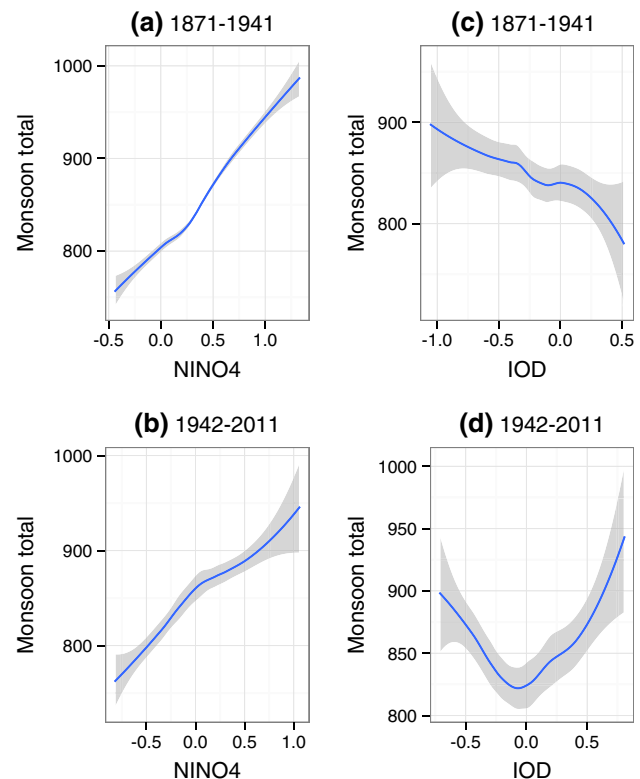 (a) 1871-1941
Monsoon total
1000
900
800
-0.5 0.0 0.5 1.0
NINO4
(c) 1871-1941
Monsoon total
900
800
-1.0 -0.5 0.0 0.5
IOD
(b) 1942-2011
Monsoon total
1000
900
800
-0.5 0.0 0.5 1.0
NINO4
(d) 1942-2011
Monsoon total
1000
950
900
850
800
-0.5 0.0 0.5
IOD